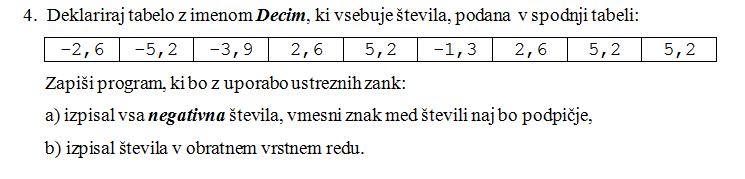 4. Deklariraj tabelo z imenom Decim, ki vsebuje števila, podana v spodnji tabeli:
-2,6 -5,2 -3,9 2,6 5,2 -1,3 2,6 5,2 5,2
Zapiši program, ki bo z uporabo ustreznih zank:
a) izpisal vsa negativna števila, vmesni znak med števili naj bo podpičje,
b) izpisal števila v obratnem vrstnem redu.